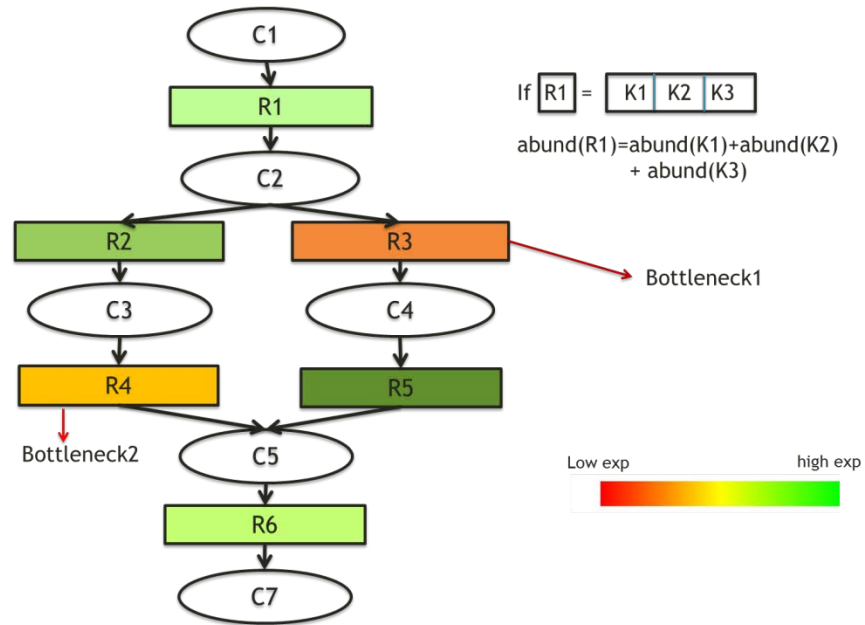 C1
If R1 = K1 K2 K3
R1
abund(R1)=abund(K1)+abund(K2)
+ abund(K3)
C2
R2 R3
Bottleneck1
C3 C4
R4 R5
Bottleneck2
C5
Low exp high exp
R6
C7